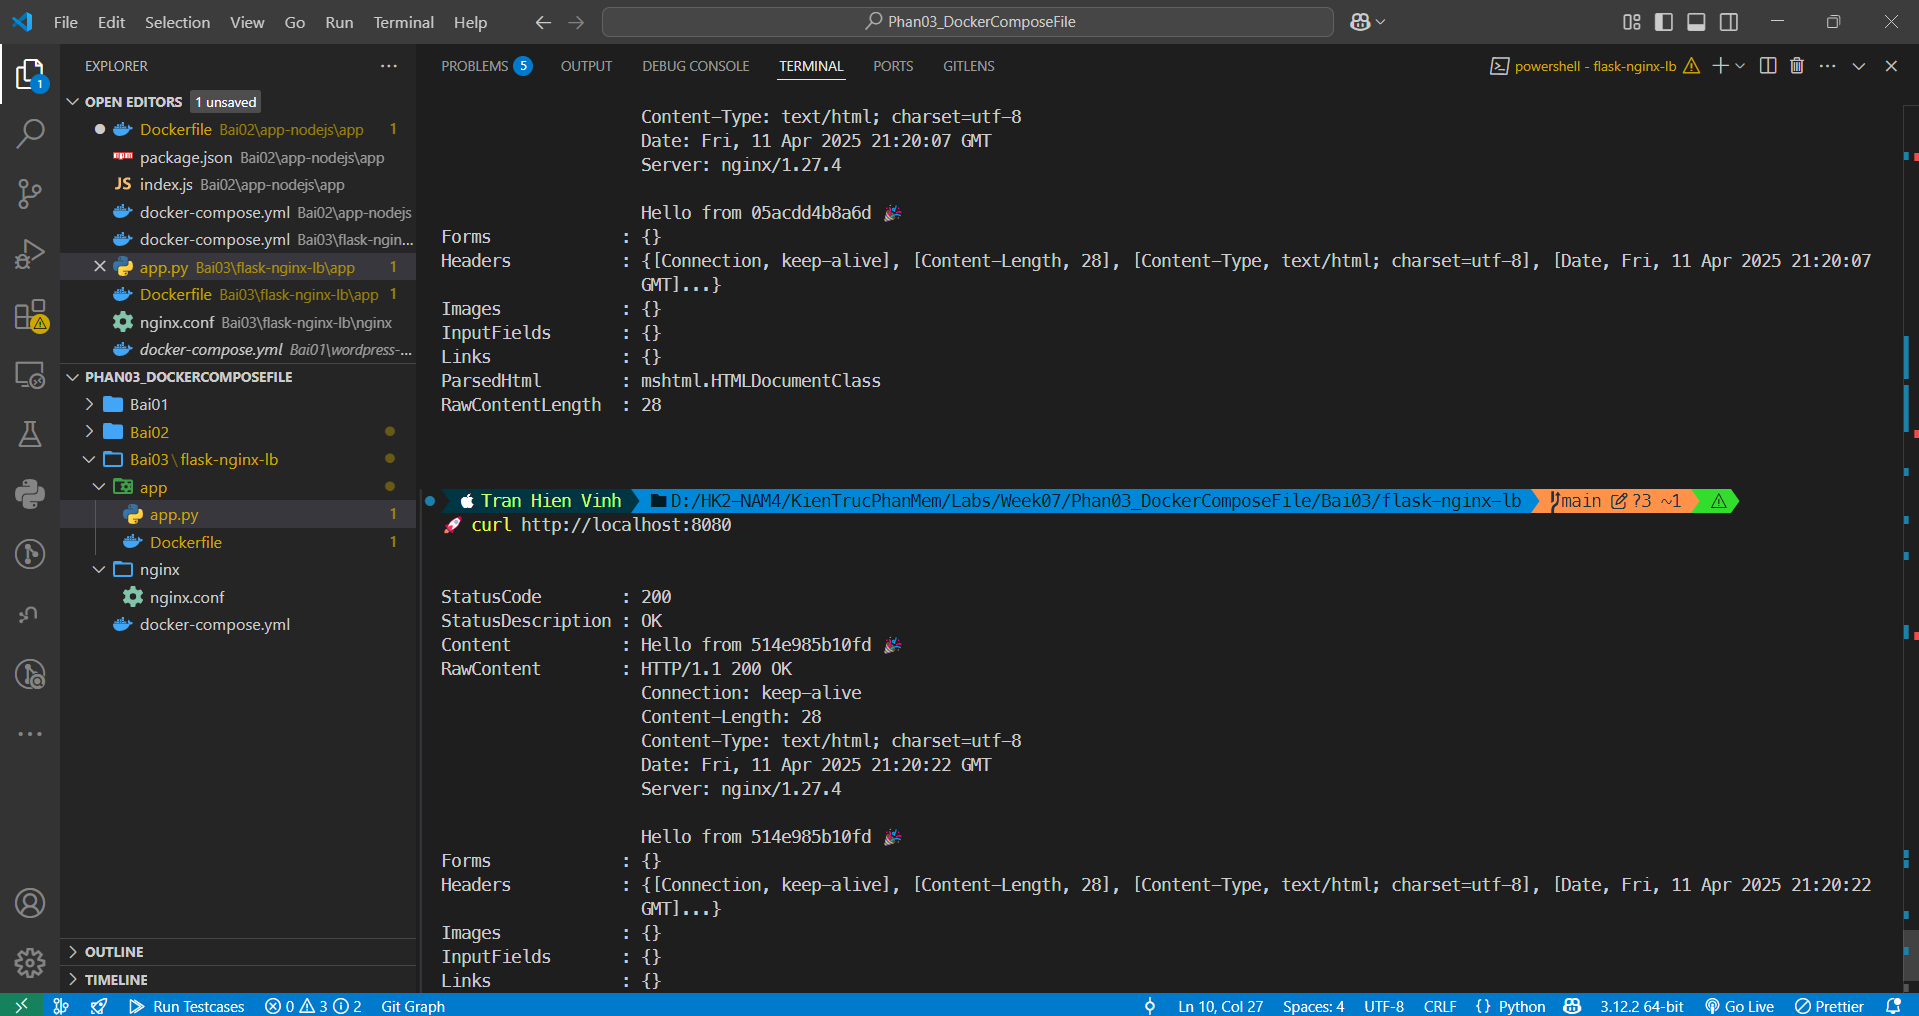 File Edit Selection View Go Run Terminal Help
Phan03_DockerComposeFile
EXPLORER
OPEN EDITORS 1 unsaved
Dockerfile Bai02\app-nodejs\app 1
package.json Bai02\app-nodejs\app
JS index.js Bai02\app-nodejs\app
docker-compose.yml Bai02\app-nodejs
docker-compose.yml Bai03\flask-ngin...
app.py Bai03\flask-nginx-lb\app 1
Dockerfile Bai03\flask-nginx-lb\app 1
nginx.conf Bai03\flask-nginx-lb\nginx
docker-compose.yml Bai01\wordpress-...
PHAN03_DOCKERCOMPOSEFILE
Bai01
Bai02
Bai03\flask-nginx-lb
app
app.py 1
Dockerfile 1
nginx
nginx.conf
docker-compose.yml
OUTLINE
TIMELINE
PROBLEMS 5 OUTPUT DEBUG CONSOLE TERMINAL PORTS GITLENS
powershell - flask-nginx-lb
Content-Type: text/html; charset=utf-8
Date: Fri, 11 Apr 2025 21:20:07 GMT
Server: nginx/1.27.4
Hello from 05acdd4b8a6d 🎉
Forms : {}
Headers : {[Connection, keep-alive], [Content-Length, 28], [Content-Type, text/html; charset=utf-8], [Date, Fri, 11 Apr 2025 21:20:07
GMT]...}
Images : {}
InputFields : {}
Links : {}
ParsedHtml : mshtml.HTMLDocumentClass
RawContentLength : 28
Tran Hien Vinh D:/HK2-NAM4/KienTrucPhanMem/Labs/Week07/Phan03_DockerComposeFile/Bai03/flask-nginx-lb main ?3 ~1
🚀 curl http://localhost:8080
StatusCode : 200
StatusDescription : OK
Content : Hello from 514e985b10fd 🎉
RawContent : HTTP/1.1 200 OK
Connection: keep-alive
Content-Length: 28
Content-Type: text/html; charset=utf-8
Date: Fri, 11 Apr 2025 21:20:22 GMT
Server: nginx/1.27.4
Hello from 514e985b10fd 🎉
Forms : {}
Headers : {[Connection, keep-alive], [Content-Length, 28], [Content-Type, text/html; charset=utf-8], [Date, Fri, 11 Apr 2025 21:20:22
GMT]...}
Images : {}
InputFields : {}
Links : {}
Run Testcases 0 3 2 Git Graph Ln 10, Col 27 Spaces: 4 UTF-8 CRLF {} Python 3.12.2 64-bit Go Live Prettier